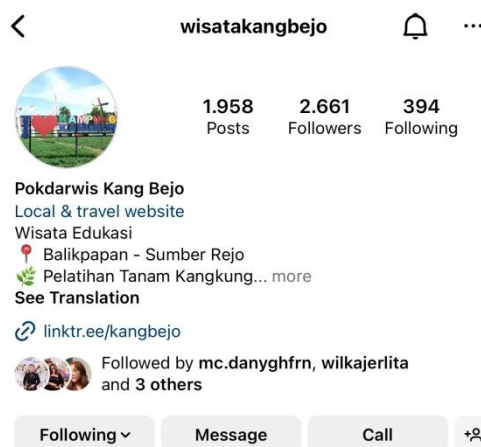 wisatakangbejo
1.958 2.661 394
Posts Followers Following
Pokdarwis Kang Bejo
Local & travel website
Wisata Edukasi
📍 Balikpapan - Sumber Rejo
🌿 Pelatihan Tanam Kangkung... more
See Translation
linktr.ee/kangbejo
Followed by mc.danyghfrn, wilkajerlita
and 3 others
Following Message Call